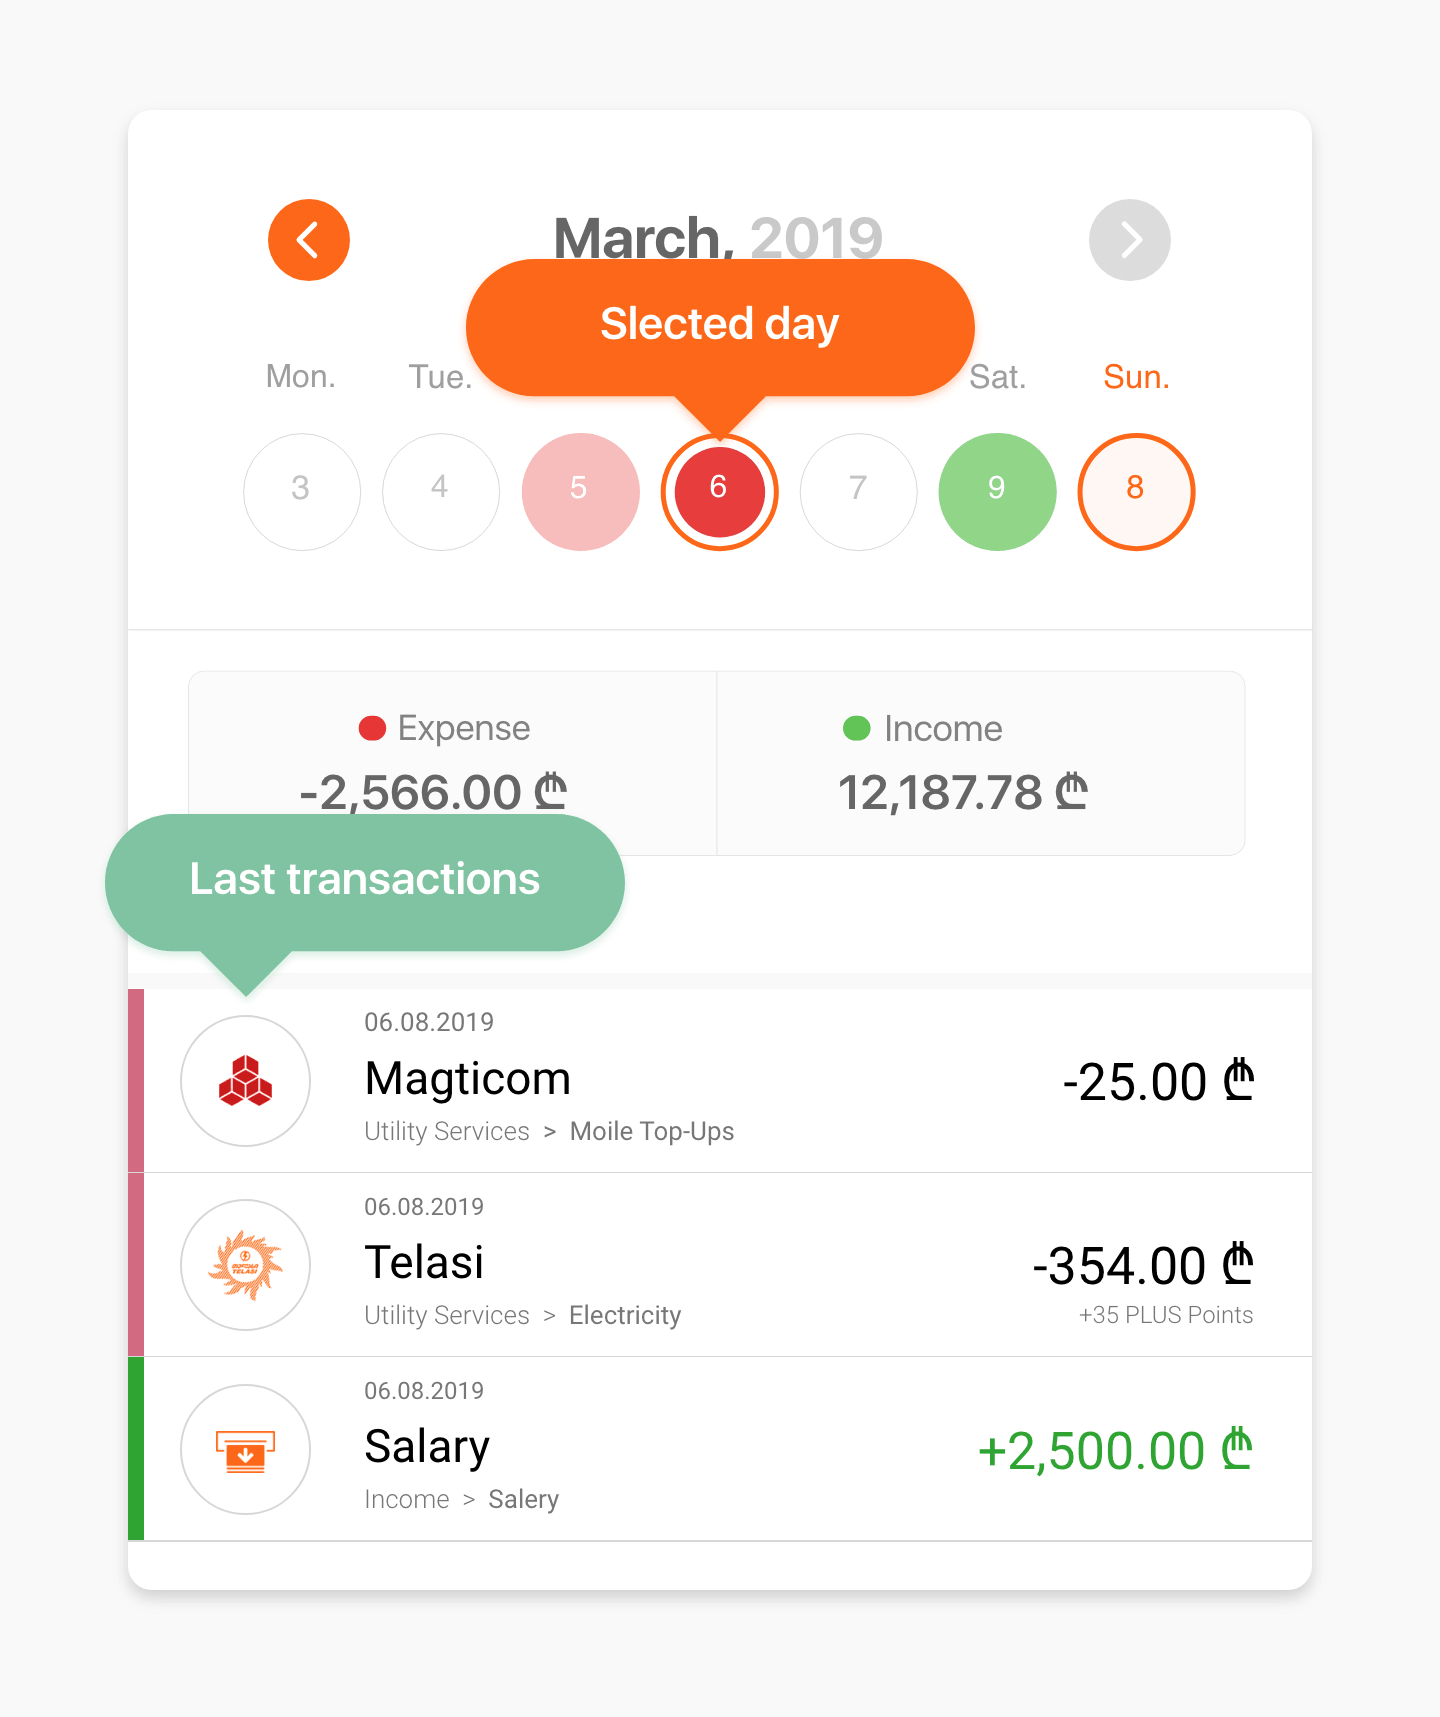 March, 2019
Slected day
Mon. Tue. Sat. Sun.
3 4 5 6 7 9 8
Expense Income
-2,566.00 ₾ 12,187.78 ₾
Last transactions
06.08.2019
Magticom -25.00 ₾
Utility Services > Moile Top-Ups
06.08.2019
Telasi -354.00 ₾
TELASI
Utility Services > Electricity +35 PLUS Points
06.08.2019
Salary +2,500.00 ₾
Income > Salery